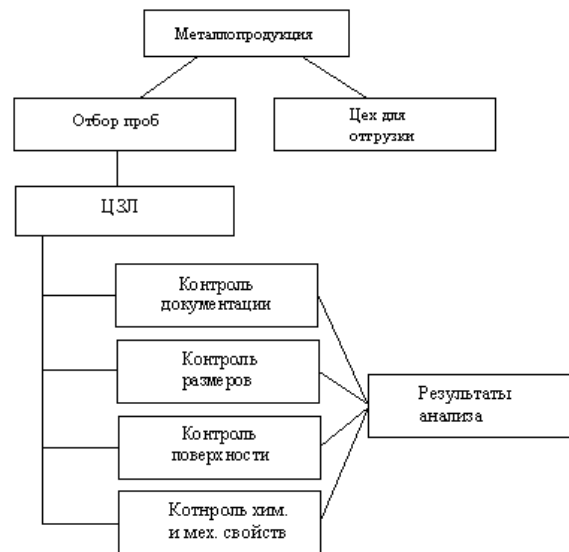 Металлопродукция
Отбор проб
Цех для
отгрузки
ЦЗЛ
Контроль
документации
Контроль
размеров
Результаты
анализа
Контроль
поверхности
Котнроль хим.
и мех. свойств